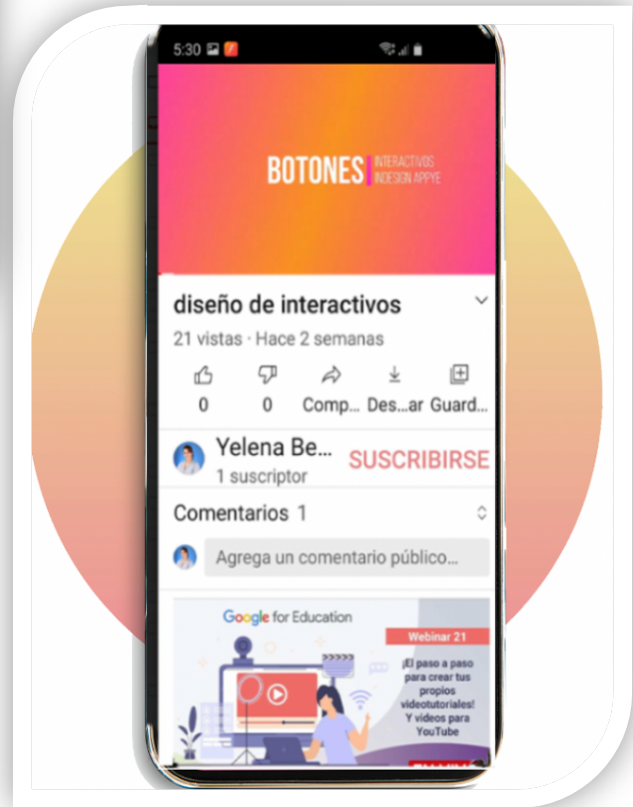 5:30
BOTONES
INTERACTIVOS
INDESIGN APPYE
diseño de interactivos
21 vistas · Hace 2 semanas
0 0 Comp... Des...ar Guard...
Yelena Be...
SUSCRIBIRSE
1 suscriptor
Comentarios 1
Agrega un comentario público...
Google for Education
Webinar 21
¡El paso a paso
para crear tus
propios
videotutoriales!
Y videos para
YouTube